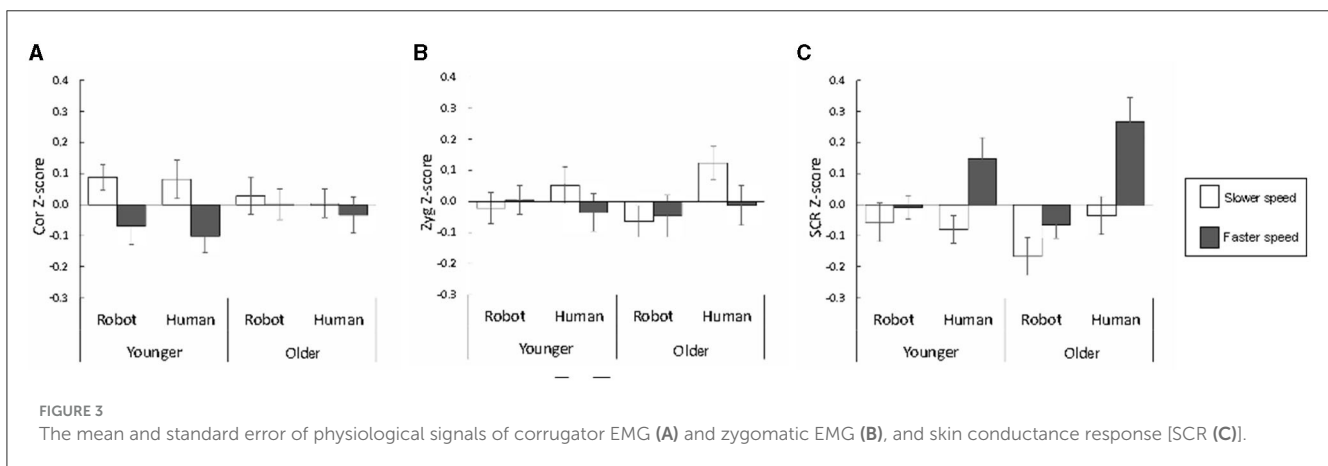 A
0.4
0.3
0.2
0.1
0.0
-0.1
-0.2
-0.3
Cor Z-score
Robot Human Robot Human
Younger Older
B
0.4
0.3
0.2
0.1
0.0
-0.1
-0.2
-0.3
Zyg Z-score
Robot Human Robot Human
Younger Older
C
0.4
0.3
0.2
0.1
0.0
-0.1
-0.2
-0.3
SCR Z-score
Robot Human Robot Human
Younger Older
Slower speed
Faster speed
FIGURE 3
The mean and standard error of physiological signals of corrugator EMG (A) and zygomatic EMG (B), and skin conductance response [SCR (C)].